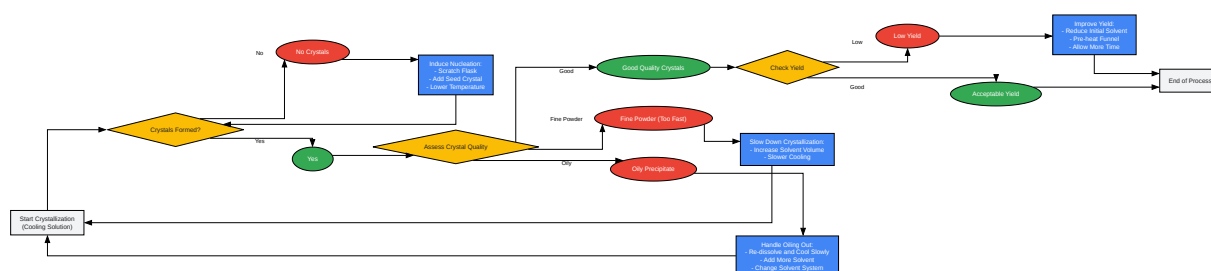 No
No Crystals
Induce Nucleation:
- Scratch Flask
- Add Seed Crystal
- Lower Temperature
Crystals Formed?
Yes
Yes
Assess Crystal Quality
Good
Good Quality Crystals
Check Yield
Low
Low Yield
Improve Yield:
- Reduce Initial Solvent
- Pre-heat Funnel
- Allow More Time
Good
Acceptable Yield
End of Process
Fine Powder
Fine Powder (Too Fast)
Slow Down Crystallization:
- Increase Solvent Volume
- Slower Cooling
Oily
Oily Precipitate
Handle Oiling Out:
- Re-dissolve and Cool Slowly
- Add More Solvent
- Change Solvent System
Start Crystallization
(Cooling Solution)